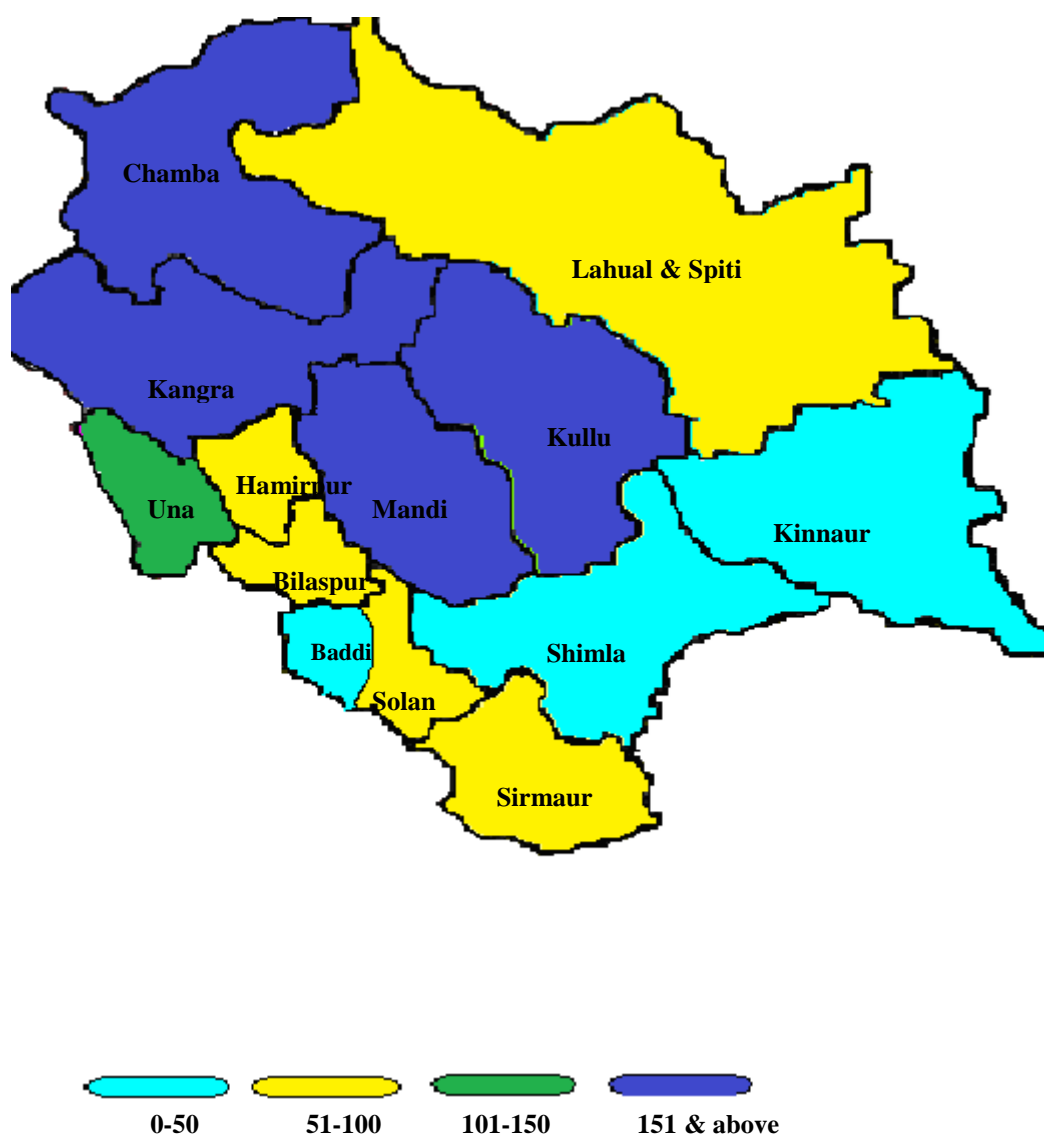 Chamba
Lahual & Spiti
Kangra
Kullu
Hamirpur
Una
Mandi
Kinnaur
Bilaspur
Baddi
Shimla
Solan
Sirmaur
0-50
51-100
101-150
151 & above